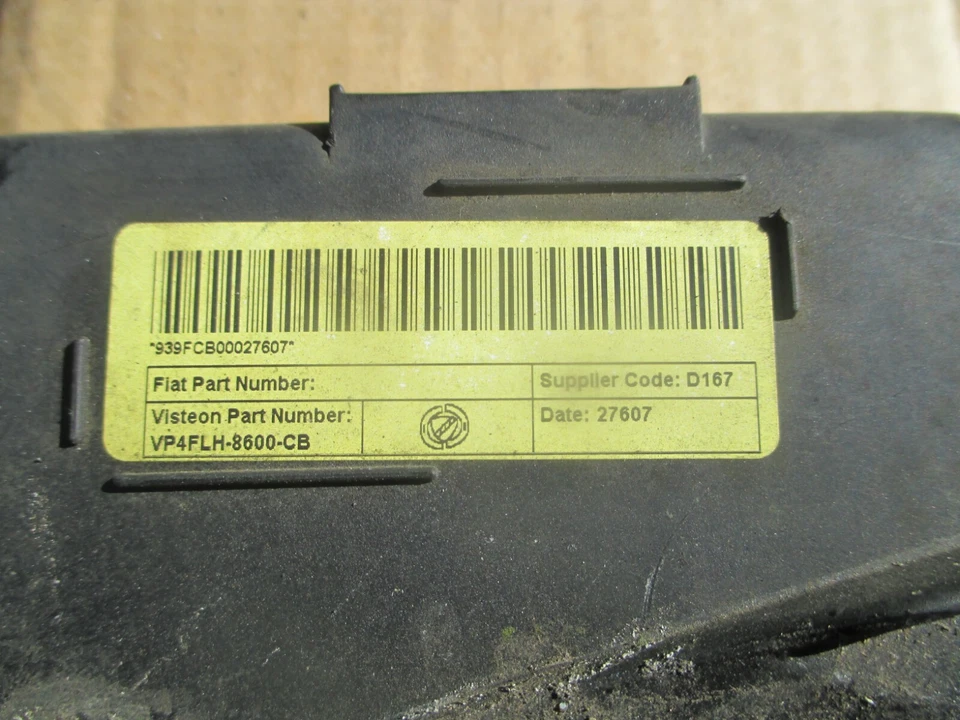 *939FCB00027607*
Fiat Part Number:
Supplier Code: D167
Visteon Part Number:
VP4FLH-8600-CB
Date: 27607